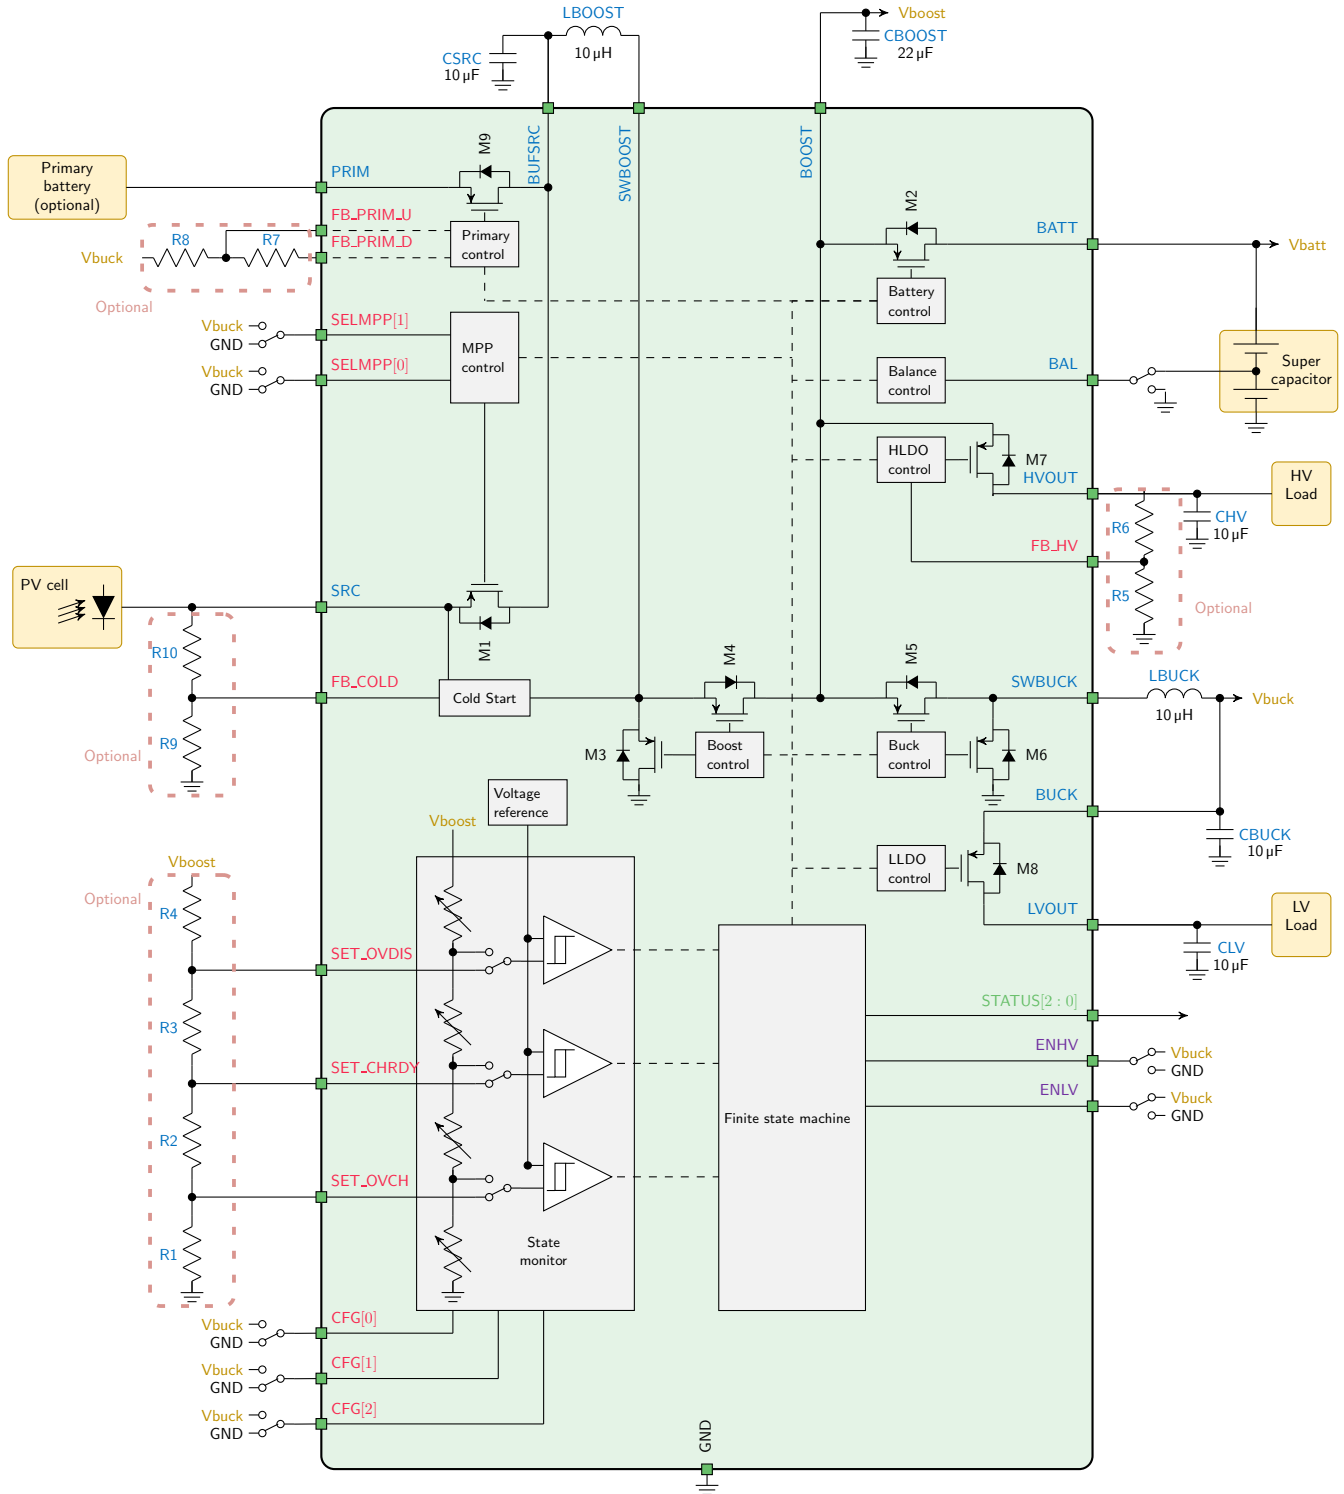 LBOOST
10 µH
CSRC
10 µF
Vboost
CBOOST
22 µF
BUFSRC
SWBOOST
BOOST
Primary
battery
(optional)
PRIM
M9
FB_PRIM_U
FB_PRIM_D
Primary
control
R8
R7
Vbuck
Optional
M2
BATT
Vbatt
Battery
control
Vbuck
GND
SELMPP[1]
Vbuck
GND
SELMPP[0]
MPP
control
Balance
control
BAL
Super
capacitor
HLDO
control
M7
HVOUT
HV
Load
CHV
10 µF
R6
FB_HV
R5
Optional
PV cell
SRC
M1
R10
FB_COLD
Cold Start
R9
Optional
M4
M5
SWBUCK
LBUCK
10 µH
Vbuck
M3
Boost
control
Buck
control
M6
BUCK
CBUCK
10 µF
Voltage
reference
Vboost
LLDO
control
M8
LVOUT
LV
Load
CLV
10 µF
Vboost
Optional
R4
SET_OVDIS
R3
SET_CHRDY
R2
SET_OVCH
R1
State
monitor
Finite state machine
STATUS[2 : 0]
ENHV
Vbuck
GND
ENLV
Vbuck
GND
Vbuck
GND
CFG[0]
Vbuck
GND
CFG[1]
Vbuck
GND
CFG[2]
GND